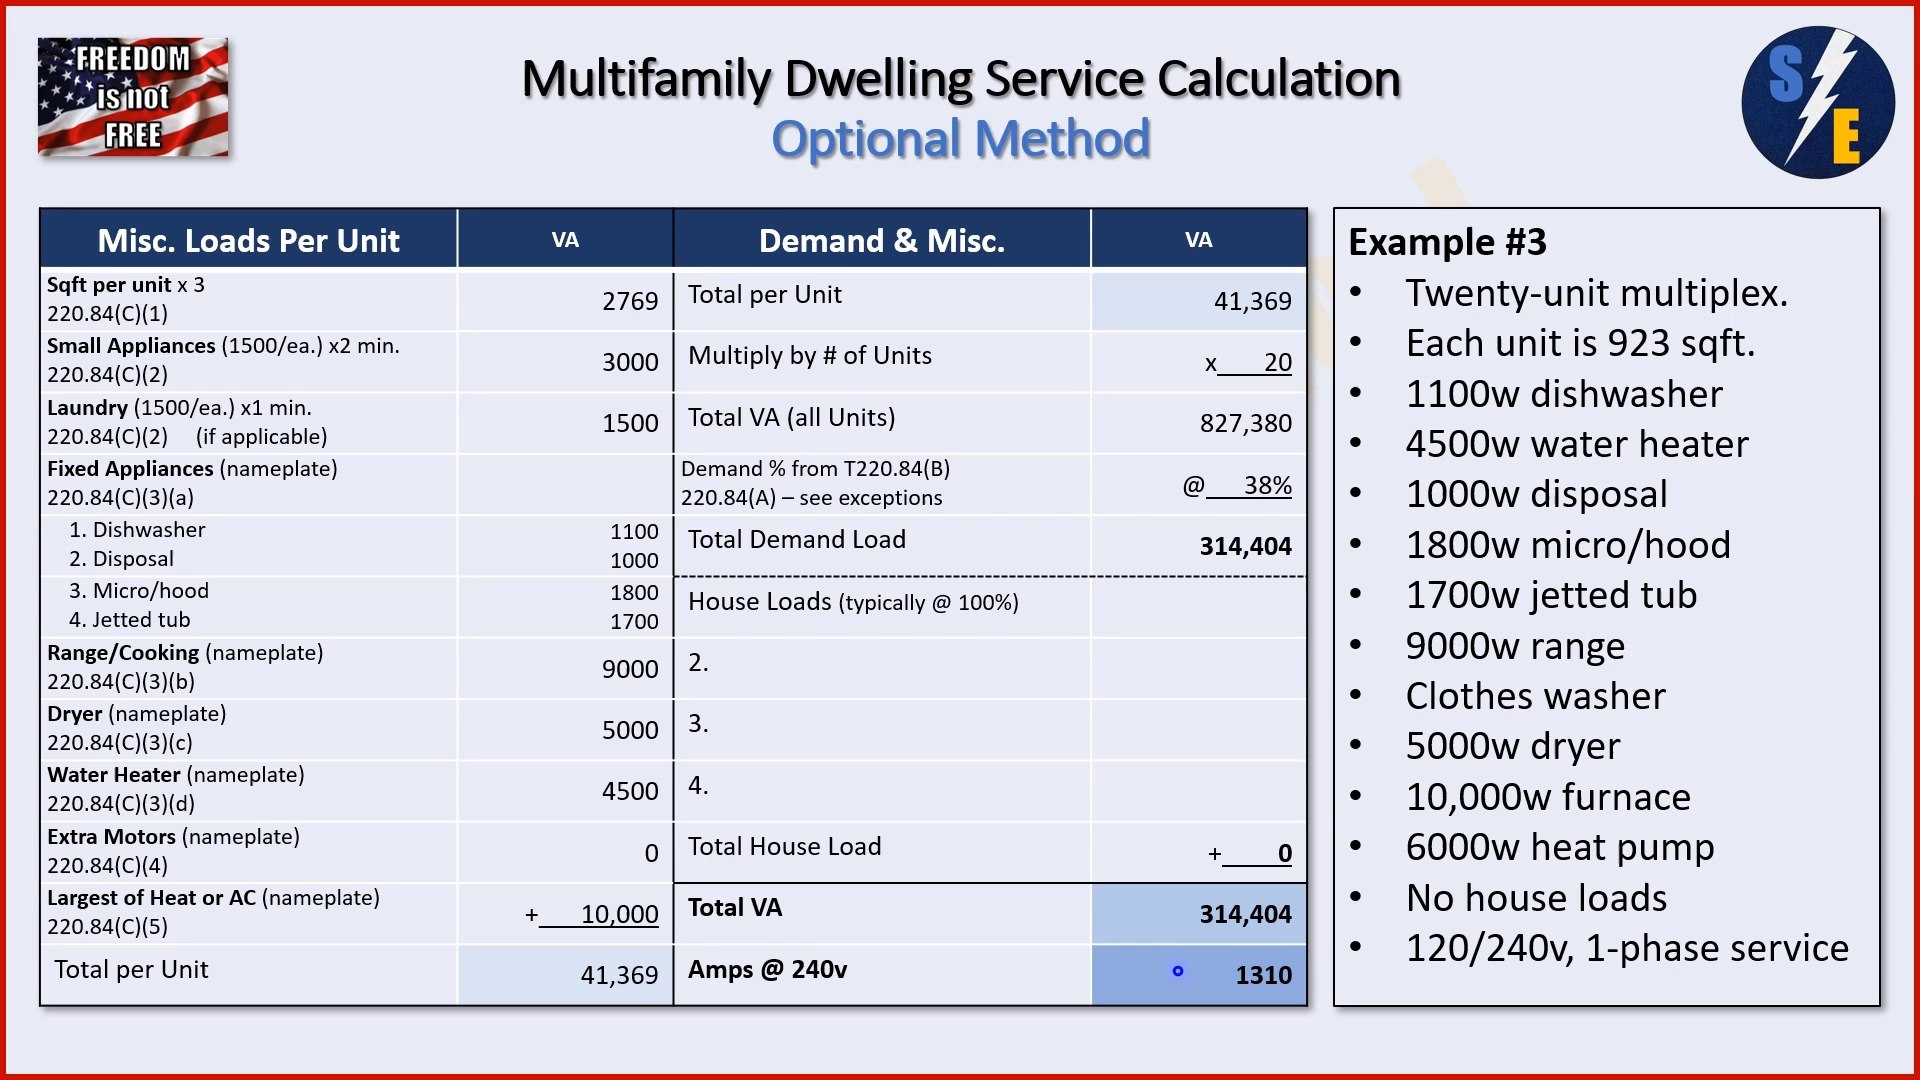 FREEDOM
is not
FREE
Multifamily Dwelling Service Calculation
Optional Method
S
E
Misc. Loads Per Unit VA Demand & Misc. VA
Sqft per unit x 3
220.84(C)(1)
2769
Total per Unit
41,369
Small Appliances (1500/ea.) x2 min.
220.84(C)(2)
3000
Multiply by # of Units
x 20
Laundry (1500/ea.) x1 min.
220.84(C)(2) (if applicable)
1500
Total VA (all Units)
827,380
Fixed Appliances (nameplate)
220.84(C)(3)(a)
Demand % from T220.84(B)
220.84(A) – see exceptions
@ 38%
1. Dishwasher 1100
2. Disposal 1000
Total Demand Load
314,404
3. Micro/hood 1800
4. Jetted tub 1700
House Loads (typically @ 100%)
Range/Cooking (nameplate)
220.84(C)(3)(b)
9000
2.
Dryer (nameplate)
220.84(C)(3)(c)
5000
3.
Water Heater (nameplate)
220.84(C)(3)(d)
4500
4.
Extra Motors (nameplate)
220.84(C)(4)
0
Total House Load
+ 0
Largest of Heat or AC (nameplate)
220.84(C)(5)
+ 10,000
Total VA
314,404
Total per Unit
41,369
Amps @ 240v
1310
Example #3
• Twenty-unit multiplex.
• Each unit is 923 sqft.
• 1100w dishwasher
• 4500w water heater
• 1000w disposal
• 1800w micro/hood
• 1700w jetted tub
• 9000w range
• Clothes washer
• 5000w dryer
• 10,000w furnace
• 6000w heat pump
• No house loads
• 120/240v, 1-phase service